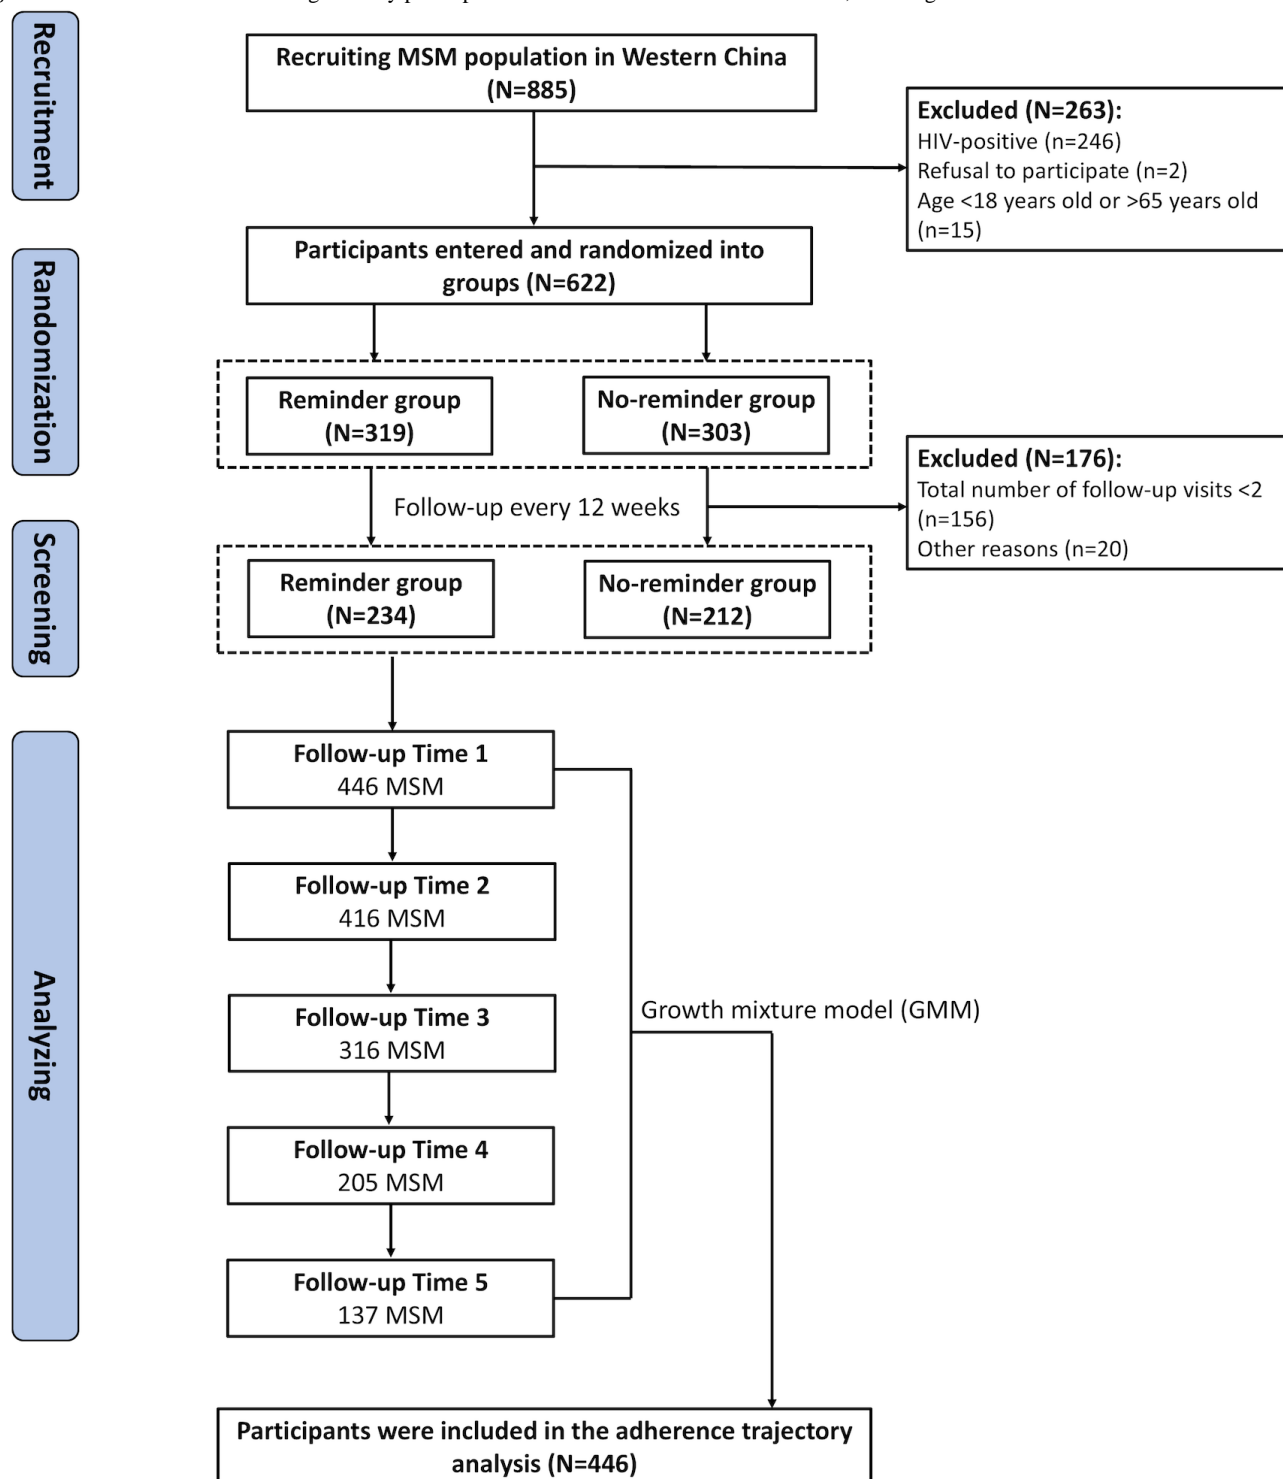 Recruitment
Recruiting MSM population in Western China
(N=885)
Excluded (N=263):
HIV-positive (n=246)
Refusal to participate (n=2)
Age <18 years old or >65 years old
(n=15)
Randomization
Participants entered and randomized into
groups (N=622)
Reminder group
(N=319)
No-reminder group
(N=303)
Excluded (N=176):
Total number of follow-up visits <2
(n=156)
Other reasons (n=20)
Follow-up every 12 weeks
Screening
Reminder group
(N=234)
No-reminder group
(N=212)
Analyzing
Follow-up Time 1
446 MSM
Follow-up Time 2
416 MSM
Follow-up Time 3
316 MSM
Growth mixture model (GMM)
Follow-up Time 4
205 MSM
Follow-up Time 5
137 MSM
Participants were included in the adherence trajectory
analysis (N=446)